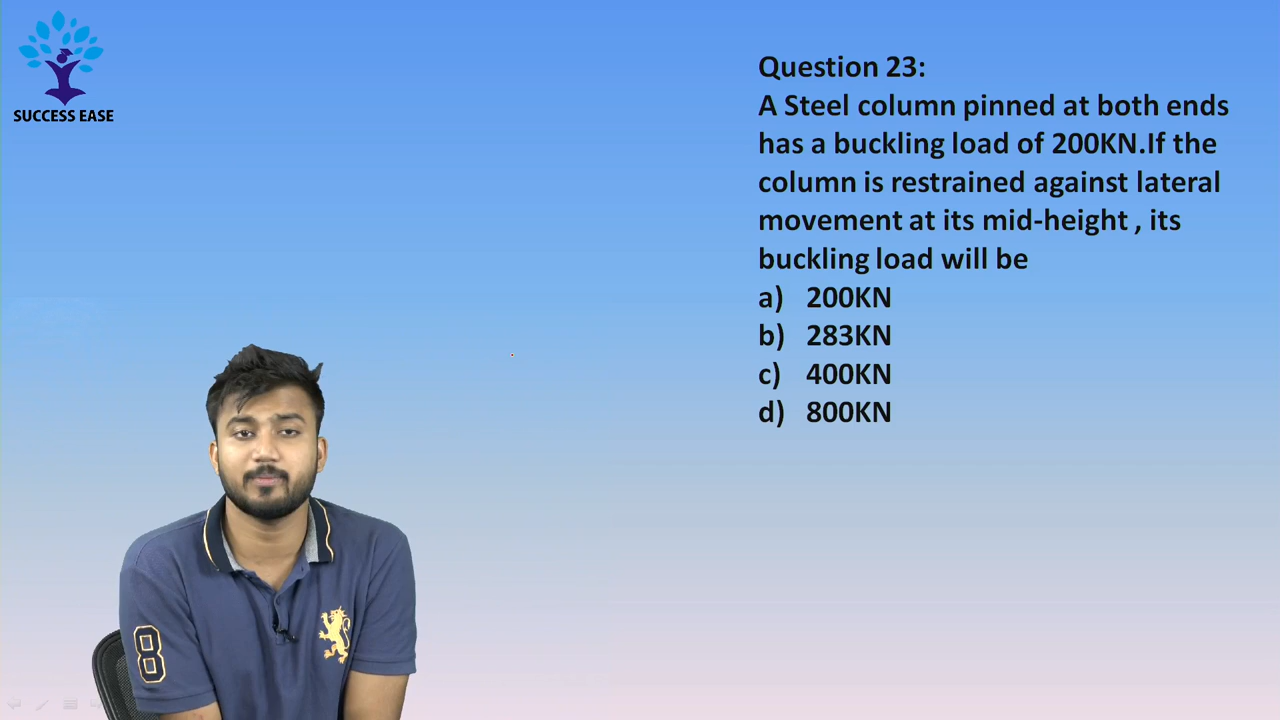 SUCCESS EASE
Question 23:
A Steel column pinned at both ends
has a buckling load of 200KN.If the
column is restrained against lateral
movement at its mid-height , its
buckling load will be
a) 200KN
b) 283KN
c) 400KN
d) 800KN
8